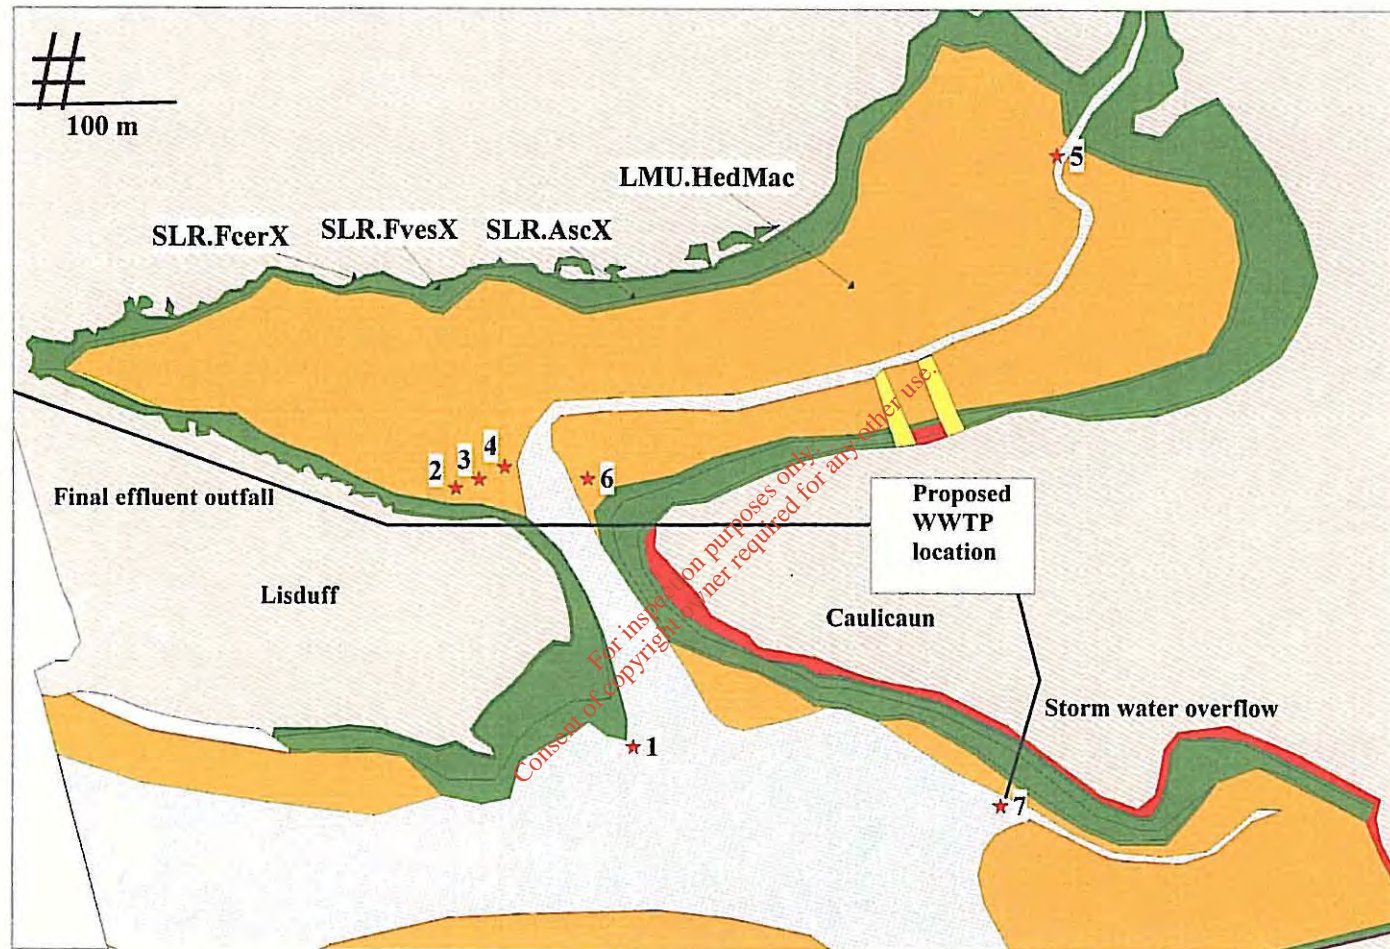 100 m
LMU.HedMac
5
SLR.FcerX
SLR.FvesX
SLR.AscX
4
3
2
6
Final effluent outfall
Proposed
WWTP
location
Lisduff
Caulicaun
Storm water overflow
1
7
For inspection purposes only.
Consent of copyright owner required for any other use.